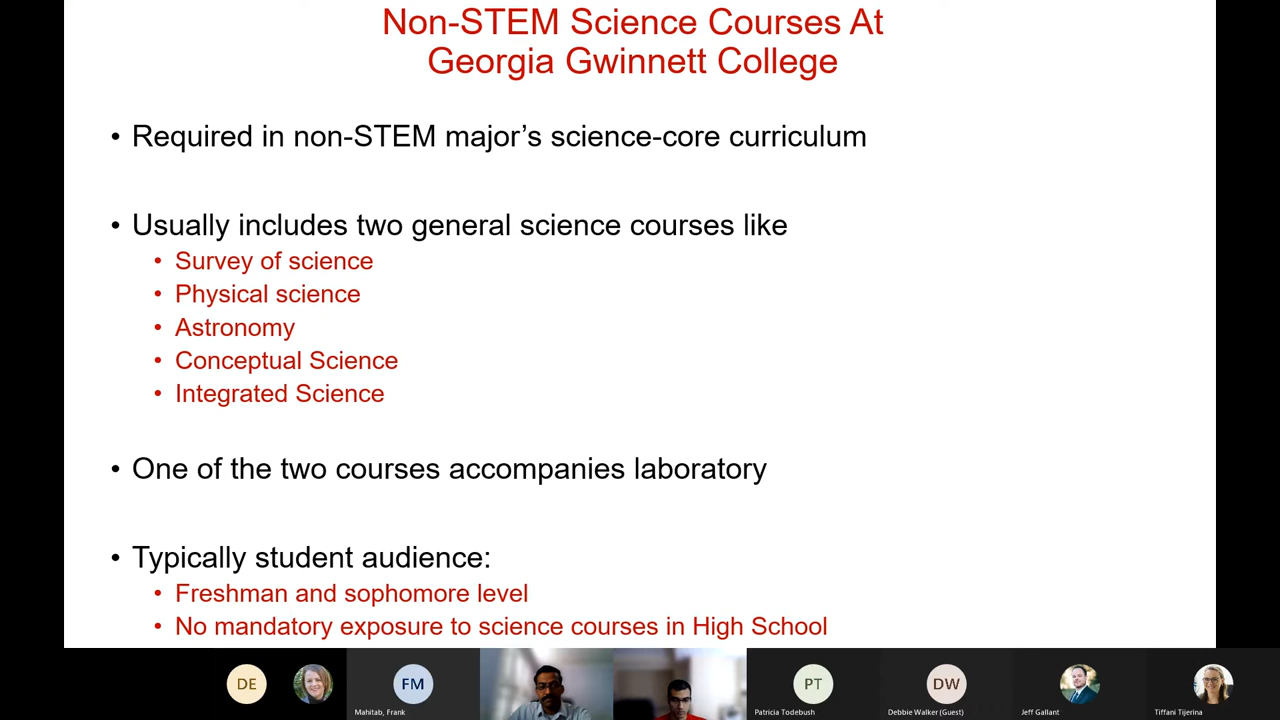 Non-STEM Science Courses At
Georgia Gwinnett College
• Required in non-STEM major’s science-core curriculum
• Usually includes two general science courses like
• Survey of science
• Physical science
• Astronomy
• Conceptual Science
• Integrated Science
• One of the two courses accompanies laboratory
• Typically student audience:
• Freshman and sophomore level
• No mandatory exposure to science courses in High School
DE
FM
PT
DW
Mahitab, Frank
Patricia Todebush
Debbie Walker (Guest)
Jeff Gallant
Tiffani Tijerina